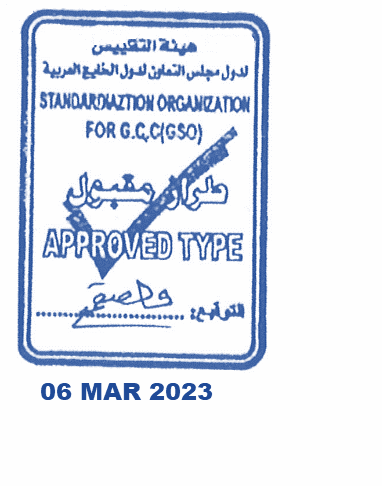 هيئة التقييس
لدول مجلس التعاون لدول الخليج العربية
STANDARDIAZTION ORGANIZATION
FOR G.C,C(GSO)
طراز مقبول
APPROVED TYPE
التوقيع:
06 MAR 2023